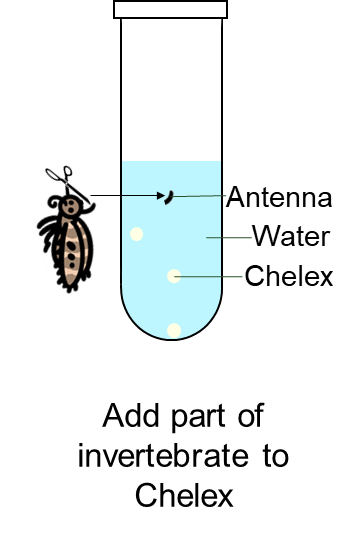 Antenna
Water
Chelex
Add part of
invertebrate to
Chelex